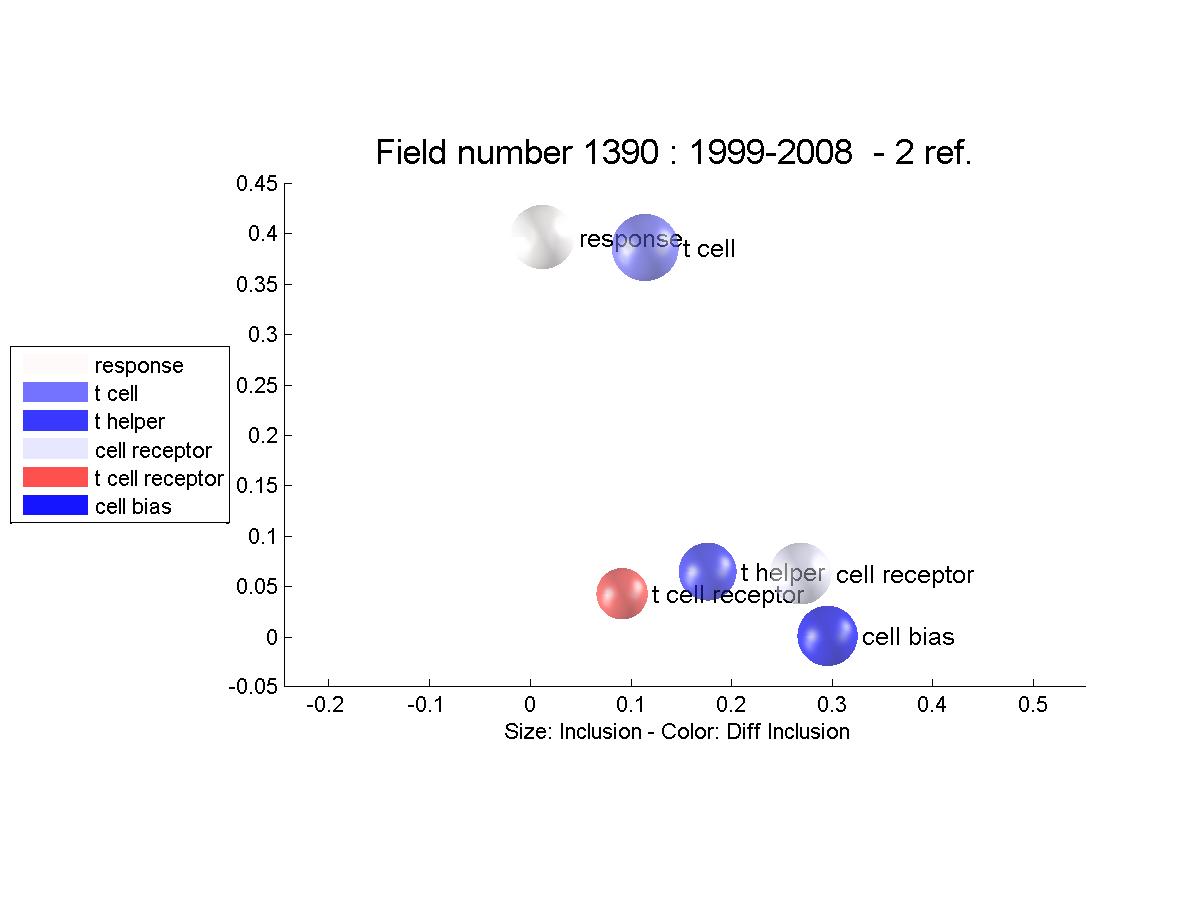 Field number 1390 : 1999-2008 - 2 ref.
0.45
0.4
0.35
0.3
0.25
0.2
0.15
0.1
0.05
0
-0.05
response
t cell
t helper
cell receptor
t cell receptor
cell bias
response
t cell
t helper
cell receptor
t cell receptor
cell bias
-0.2 -0.1 0 0.1 0.2 0.3 0.4 0.5
Size: Inclusion - Color: Diff Inclusion